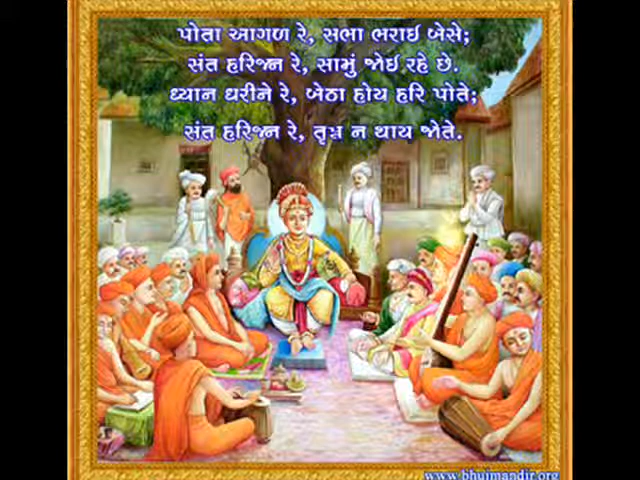 પોતા આગળ રે, સભા ભરાઇ બેસે;
સંત હરિજન રે, સામું જોઇ રહે છે.
ધ્યાન ધરીને રે, બેઠા હોય હરિ પોતે;
સંત હરિજન રે, તૃપ્ત ન થાય જોતે.
www.bhujmandir.org